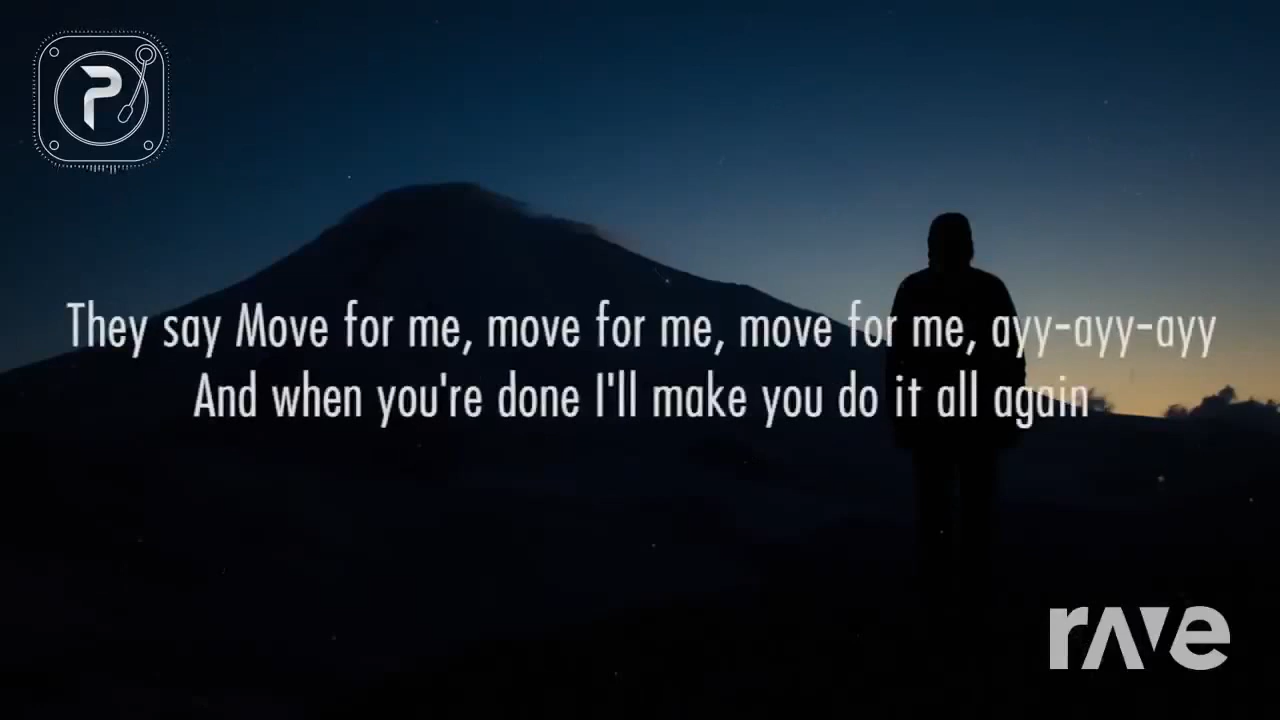 P
They say Move for me, move for me, move for me, ayy-ayy-ayy
And when you're done I'll make you do it all again
rave